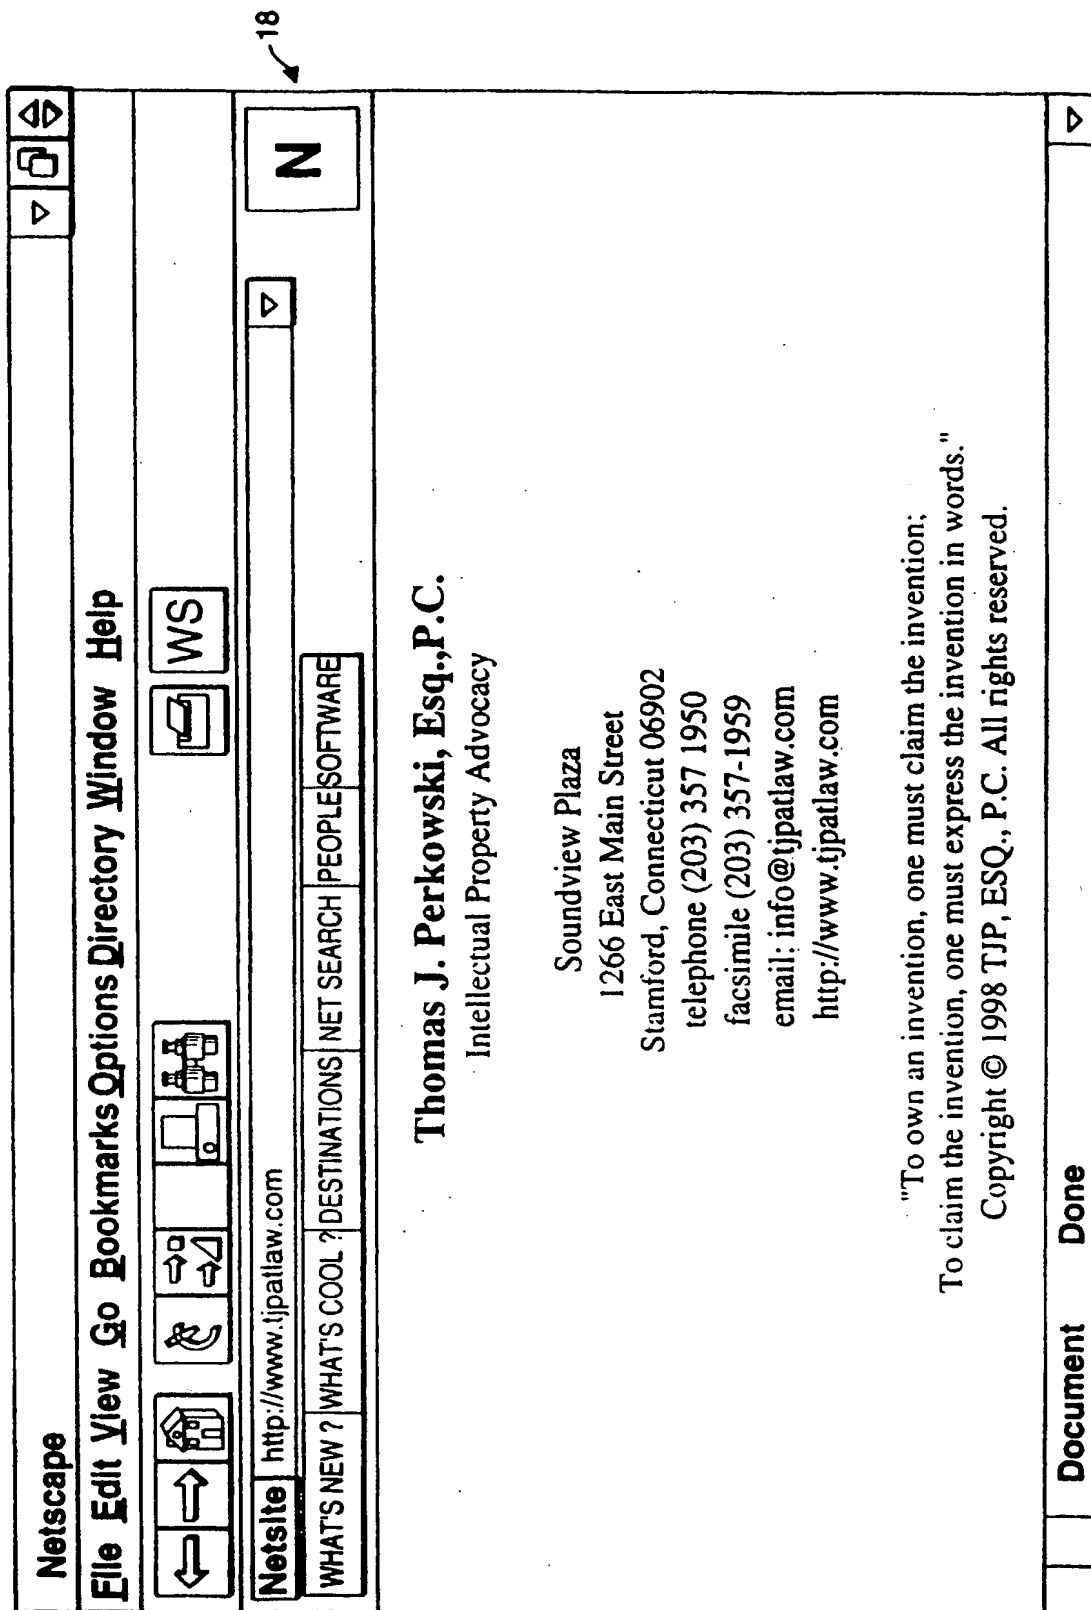 18
Netscape
File Edit View Go Bookmarks Options Directory Window Help
WS
Netsite http://www.tjpatlaw.com
N
WHAT'S NEW ? WHAT'S COOL ? DESTINATIONS NET SEARCH PEOPLE SOFTWARE
Thomas J. Perkowski, Esq.,P.C.
Intellectual Property Advocacy
Soundview Plaza
1266 East Main Street
Stamford, Connecticut 06902
telephone (203) 357 1950
facsimile (203) 357-1959
email: info@tjpatlaw.com
http://www.tjpatlaw.com
"To own an invention, one must claim the invention;
To claim the invention, one must express the invention in words."
Copyright © 1998 TJP, ESQ., P.C. All rights reserved.
Document Done